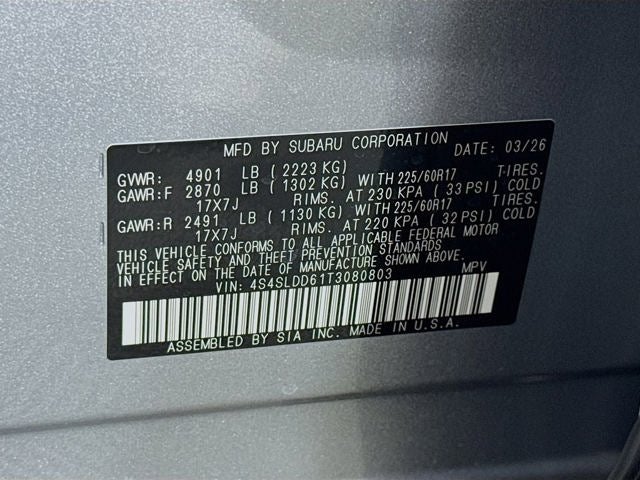 MFD BY SUBARU CORPORATION DATE: 03/26
GVWR: 4901 LB ( 2223 KG)
GAWR:F 2870 LB ( 1302 KG) WITH 225/60R17 TIRES.
17X7J RIMS. AT 230 KPA ( 33 PSI) COLD
GAWR:R 2491 LB ( 1130 KG) WITH 225/60R17 TIRES.
17X7J RIMS. AT 220 KPA ( 32 PSI) COLD
THIS VEHICLE CONFORMS TO ALL APPLICABLE FEDERAL MOTOR
VEHICLE SAFETY AND THEFT PREVENTION STANDARDS
IN EFFECT ON THE DATE OF MANUFACTURE SHOWN ABOVE.
VIN: 4S4SLDD61T3080803 MPV
ASSEMBLED BY SIA INC. MADE IN U.S.A.